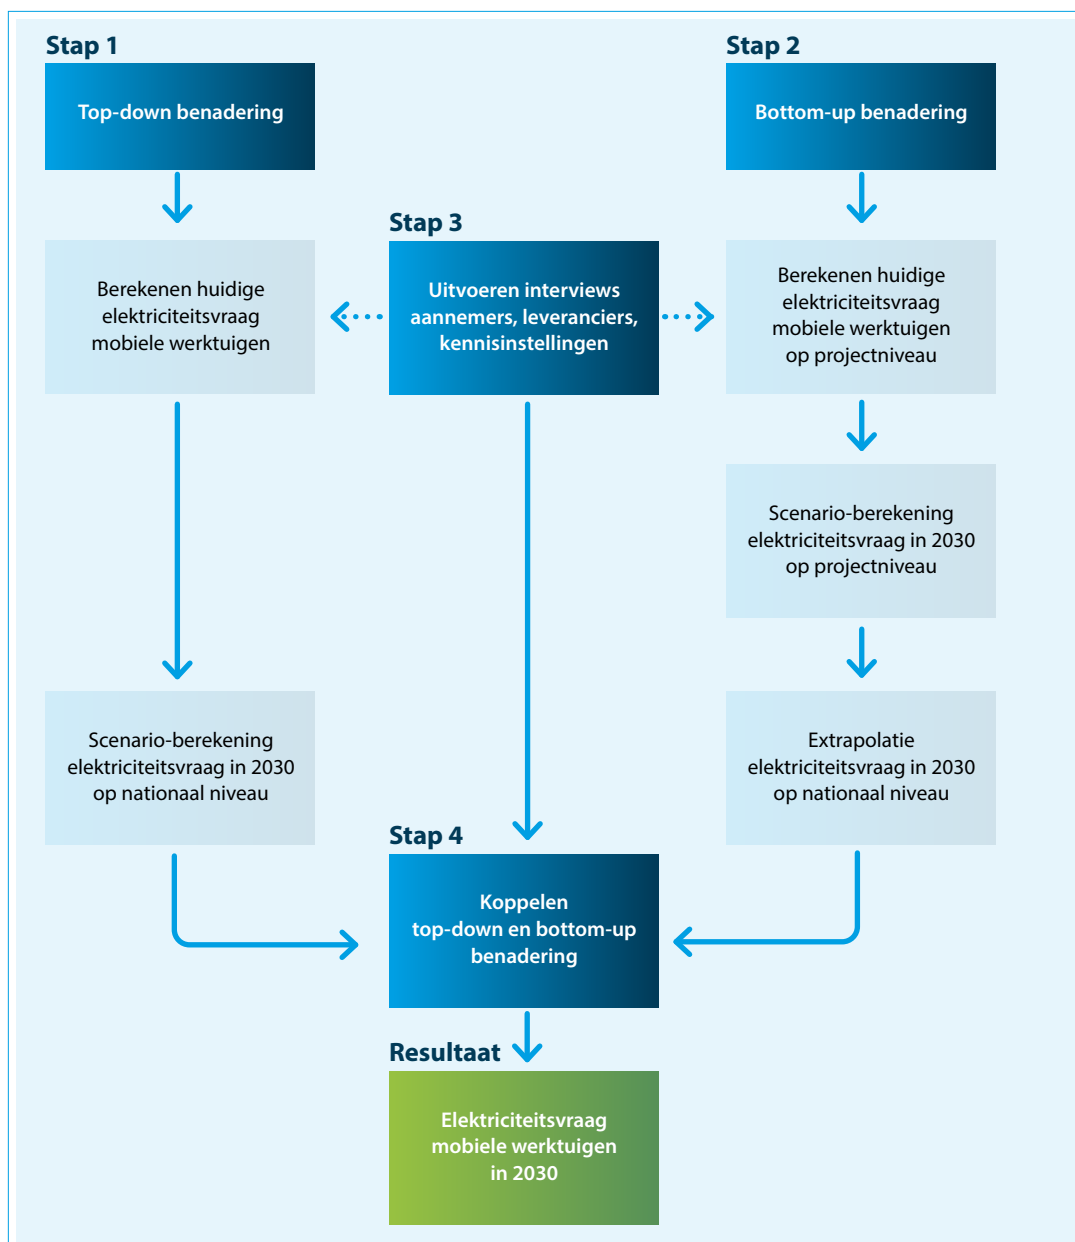 Stap 1
Top-down benadering
Berekenen huidige
elektriciteitsvraag
mobiele werktuigen
Scenario-berekening
elektriciteitsvraag in 2030
op nationaal niveau
Stap 2
Bottom-up benadering
Berekenen huidige
elektriciteitsvraag
mobiele werktuigen
op projectniveau
Scenario-berekening
elektriciteitsvraag in 2030
op projectniveau
Extrapolatie
elektriciteitsvraag in 2030
op nationaal niveau
Stap 3
Uitvoeren interviews
aannemers, leveranciers,
kennisinstellingen
Stap 4
Koppelen
top-down en bottom-up
benadering
Resultaat
Elektriciteitsvraag
mobiele werktuigen
in 2030